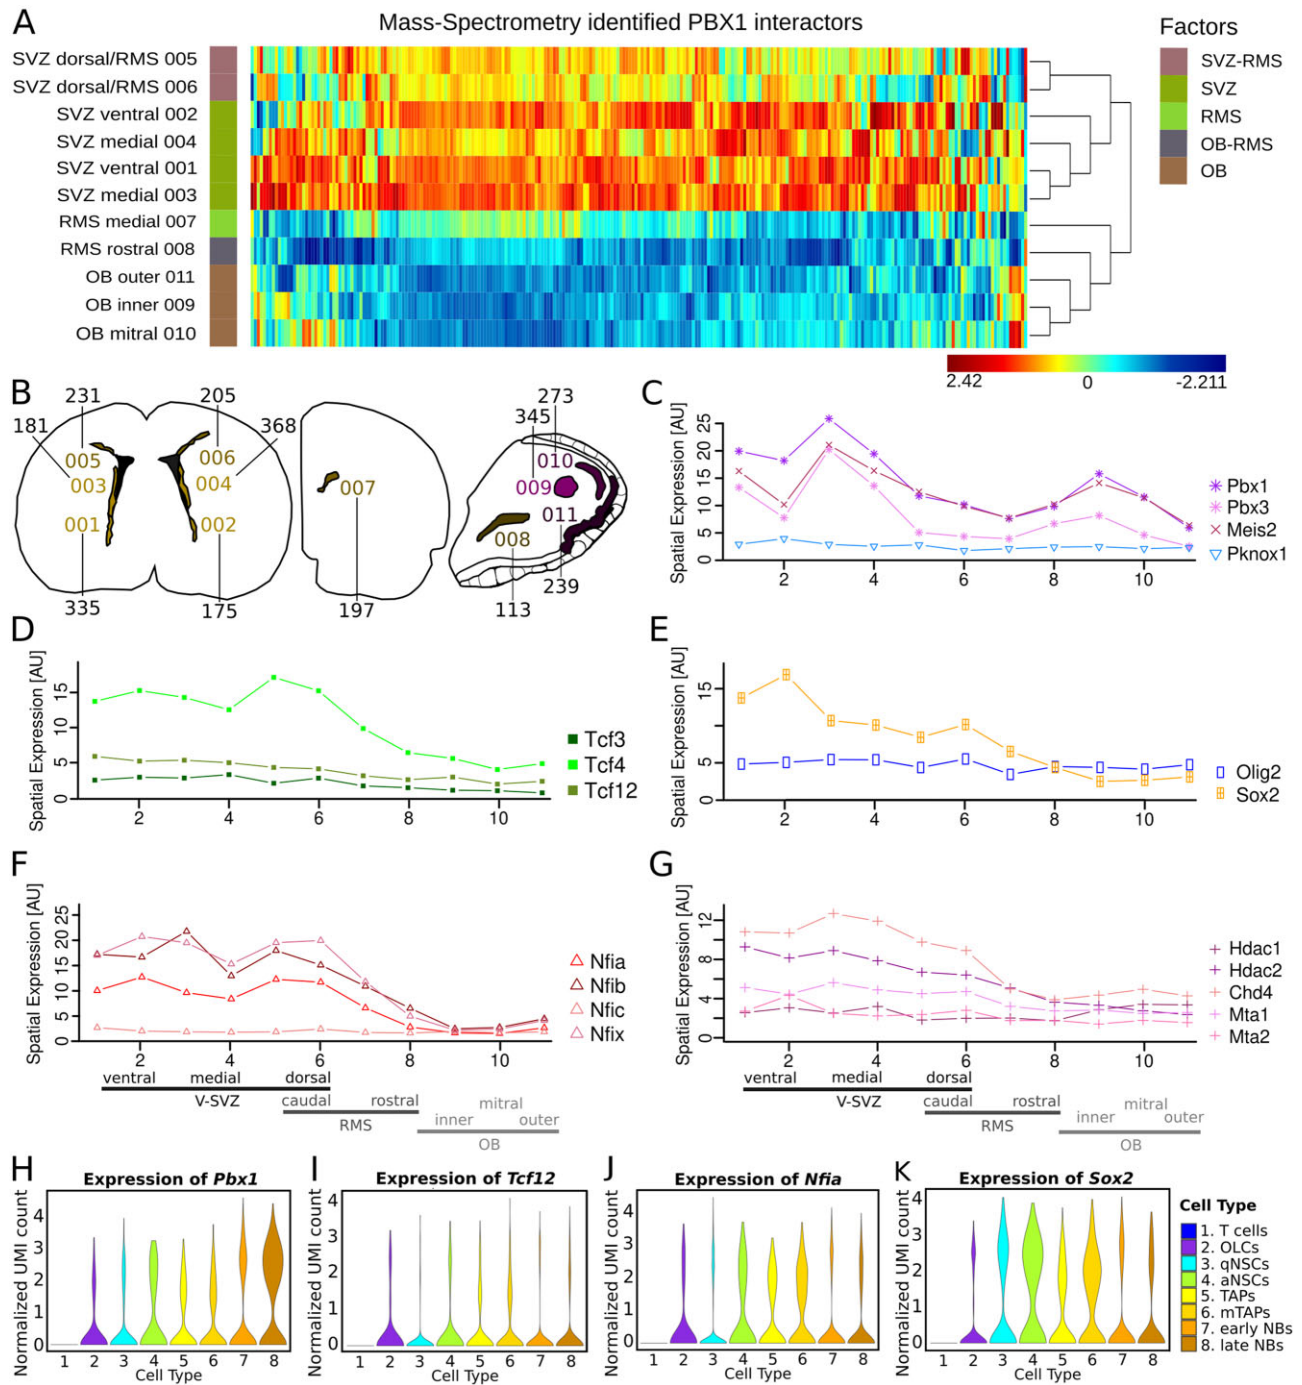 A
Mass-Spectrometry identified PBX1 interactors
Factors
SVZ dorsal/RMS 005
SVZ dorsal/RMS 006
SVZ ventral 002
SVZ medial 004
SVZ ventral 001
SVZ medial 003
RMS medial 007
RMS rostral 008
OB outer 011
OB inner 009
OB mitral 010
SVZ-RMS
SVZ
RMS
OB-RMS
OB
2.42 0 -2.211
B
231 205 273
181 368 345
005 006 010
003 004 007 009
001 002 011
008
335 175 197 113 239
C
Spatial Expression [AU]
25
20
15
10
5
0
2 4 6 8 10
Pbx1
Pbx3
Meis2
Pknox1
D
Spatial Expression [AU]
15
10
5
0
2 4 6 8 10
Tcf3
Tcf4
Tcf12
E
Spatial Expression [AU]
15
5
0
2 4 6 8 10
Olig2
Sox2
F
Spatial Expression [AU]
25
20
15
10
5
0
2 4 6 8 10
Nfia
Nfib
Nfic
Nfix
ventral medial dorsal
V-SVZ caudal rostral mitral
RMS inner outer
OB
G
Spatial Expression [AU]
12
8
4
0
2 4 6 8 10
Hdac1
Hdac2
Chd4
Mta1
Mta2
ventral medial dorsal
V-SVZ caudal rostral mitral
RMS inner outer
OB
H
Expression of Pbx1
Normalized UMI count
4
3
2
1
0
1 2 3 4 5 6 7 8
Cell Type
I
Expression of Tcf12
Normalized UMI count
4
3
2
1
0
1 2 3 4 5 6 7 8
Cell Type
J
Expression of Nfia
Normalized UMI count
4
3
2
1
0
1 2 3 4 5 6 7 8
Cell Type
K
Expression of Sox2
Normalized UMI count
4
3
2
1
0
1 2 3 4 5 6 7 8
Cell Type
Cell Type
1. T cells
2. OLCs
3. qNSCs
4. aNSCs
5. TAPs
6. mTAPs
7. early NBs
8. late NBs